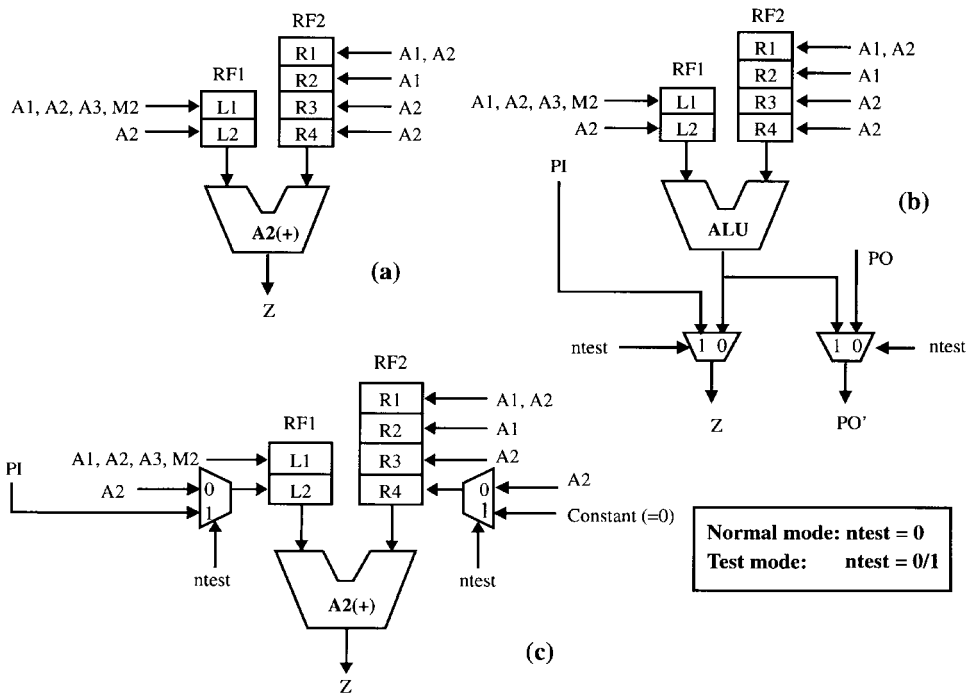 RF2
R1
A1, A2
R2
A1
RF1
A1, A2, A3, M2
L1
R3
A2
A2
L2
R4
A2
A2(+)
Z
(a)
RF2
R1
A1, A2
R2
A1
RF1
A1, A2, A3, M2
L1
R3
A2
A2
L2
R4
A2
PI
ALU
(b)
PO
1 0
1 0
ntest
ntest
Z
PO'
RF2
R1
A1, A2
R2
A1
RF1
A1, A2, A3, M2
L1
R3
A2
PI
A2
0
1
L2
R4
0
1
A2
Constant (=0)
ntest
ntest
A2(+)
Z
(c)
Normal mode: ntest = 0
Test mode: ntest = 0/1